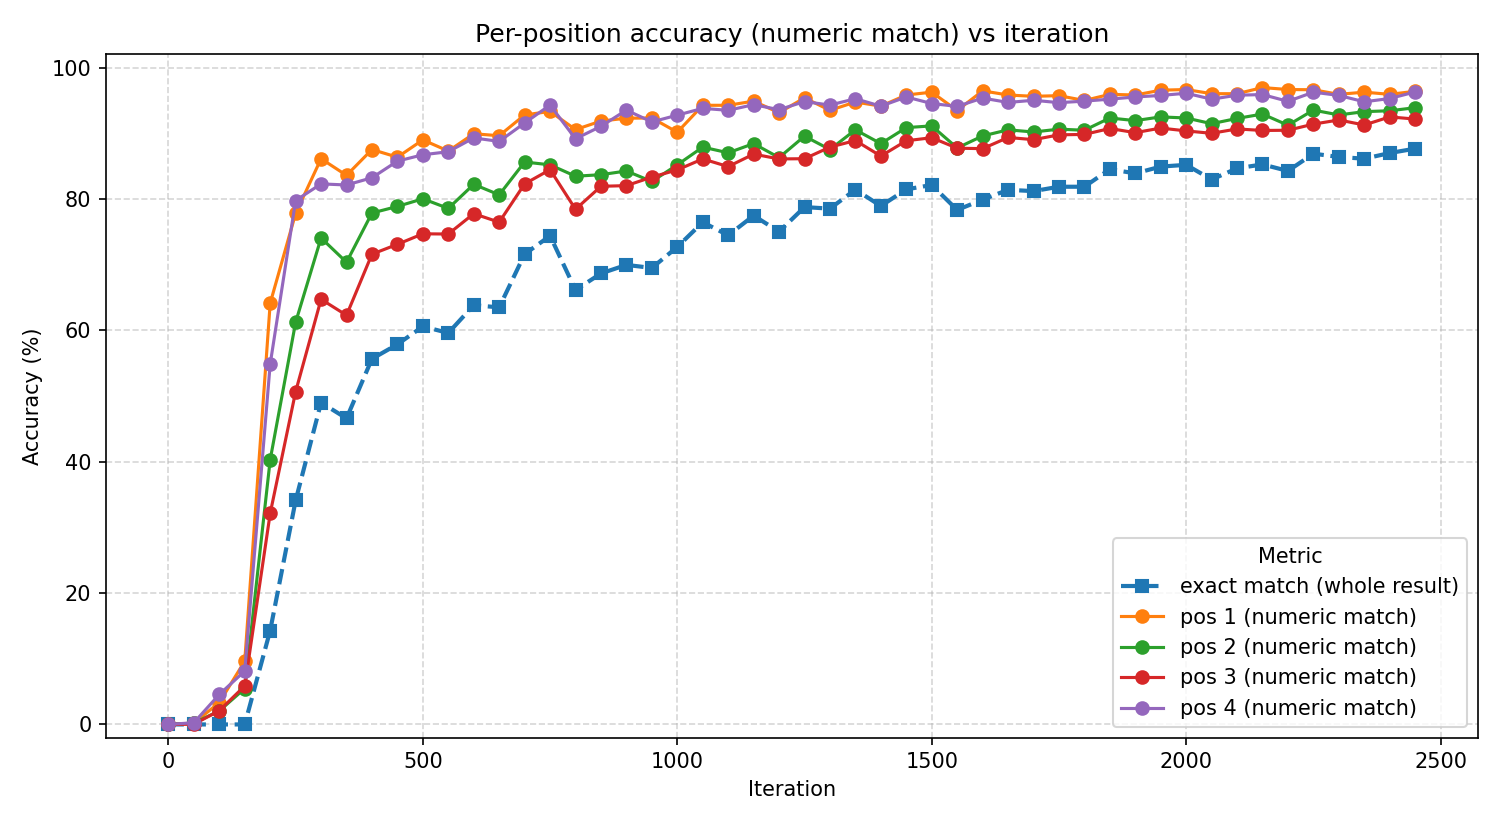 Per-position accuracy (numeric match) vs iteration
100
80
60
40
20
0
Accuracy (%)
0
500
1000
1500
2000
2500
Iteration
Metric
exact match (whole result)
pos 1 (numeric match)
pos 2 (numeric match)
pos 3 (numeric match)
pos 4 (numeric match)